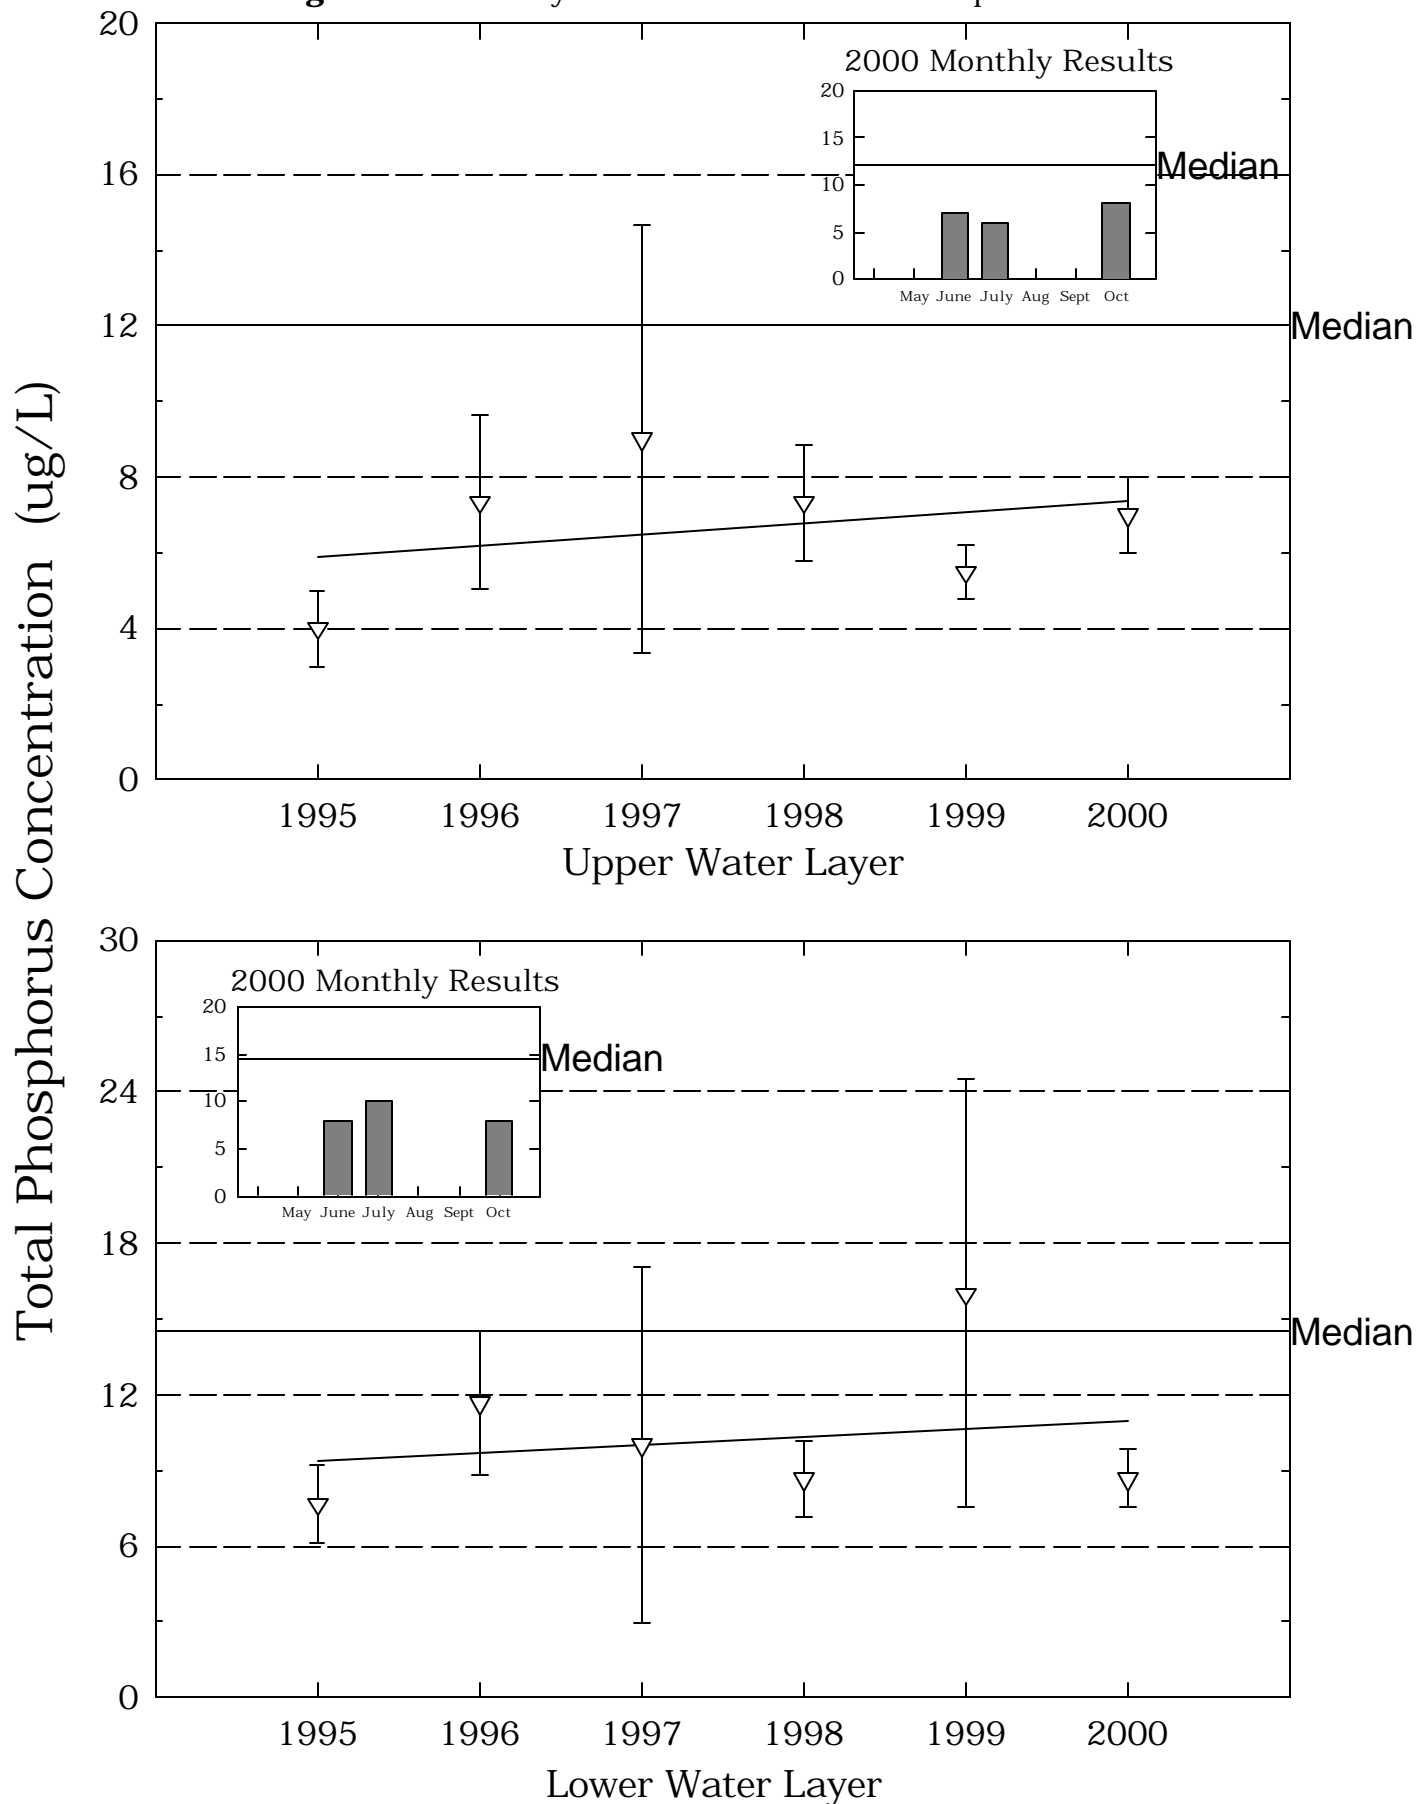 20
2000 Monthly Results
20
15
10
5
0
Median
May June July Aug Sept Oct
16
12
Median
8
4
0
1995 1996 1997 1998 1999 2000
Upper Water Layer
Total Phosphorus Concentration (ug/L)
30
2000 Monthly Results
20
15
10
5
0
Median
May June July Aug Sept Oct
24
18
Median
12
6
0
1995 1996 1997 1998 1999 2000
Lower Water Layer